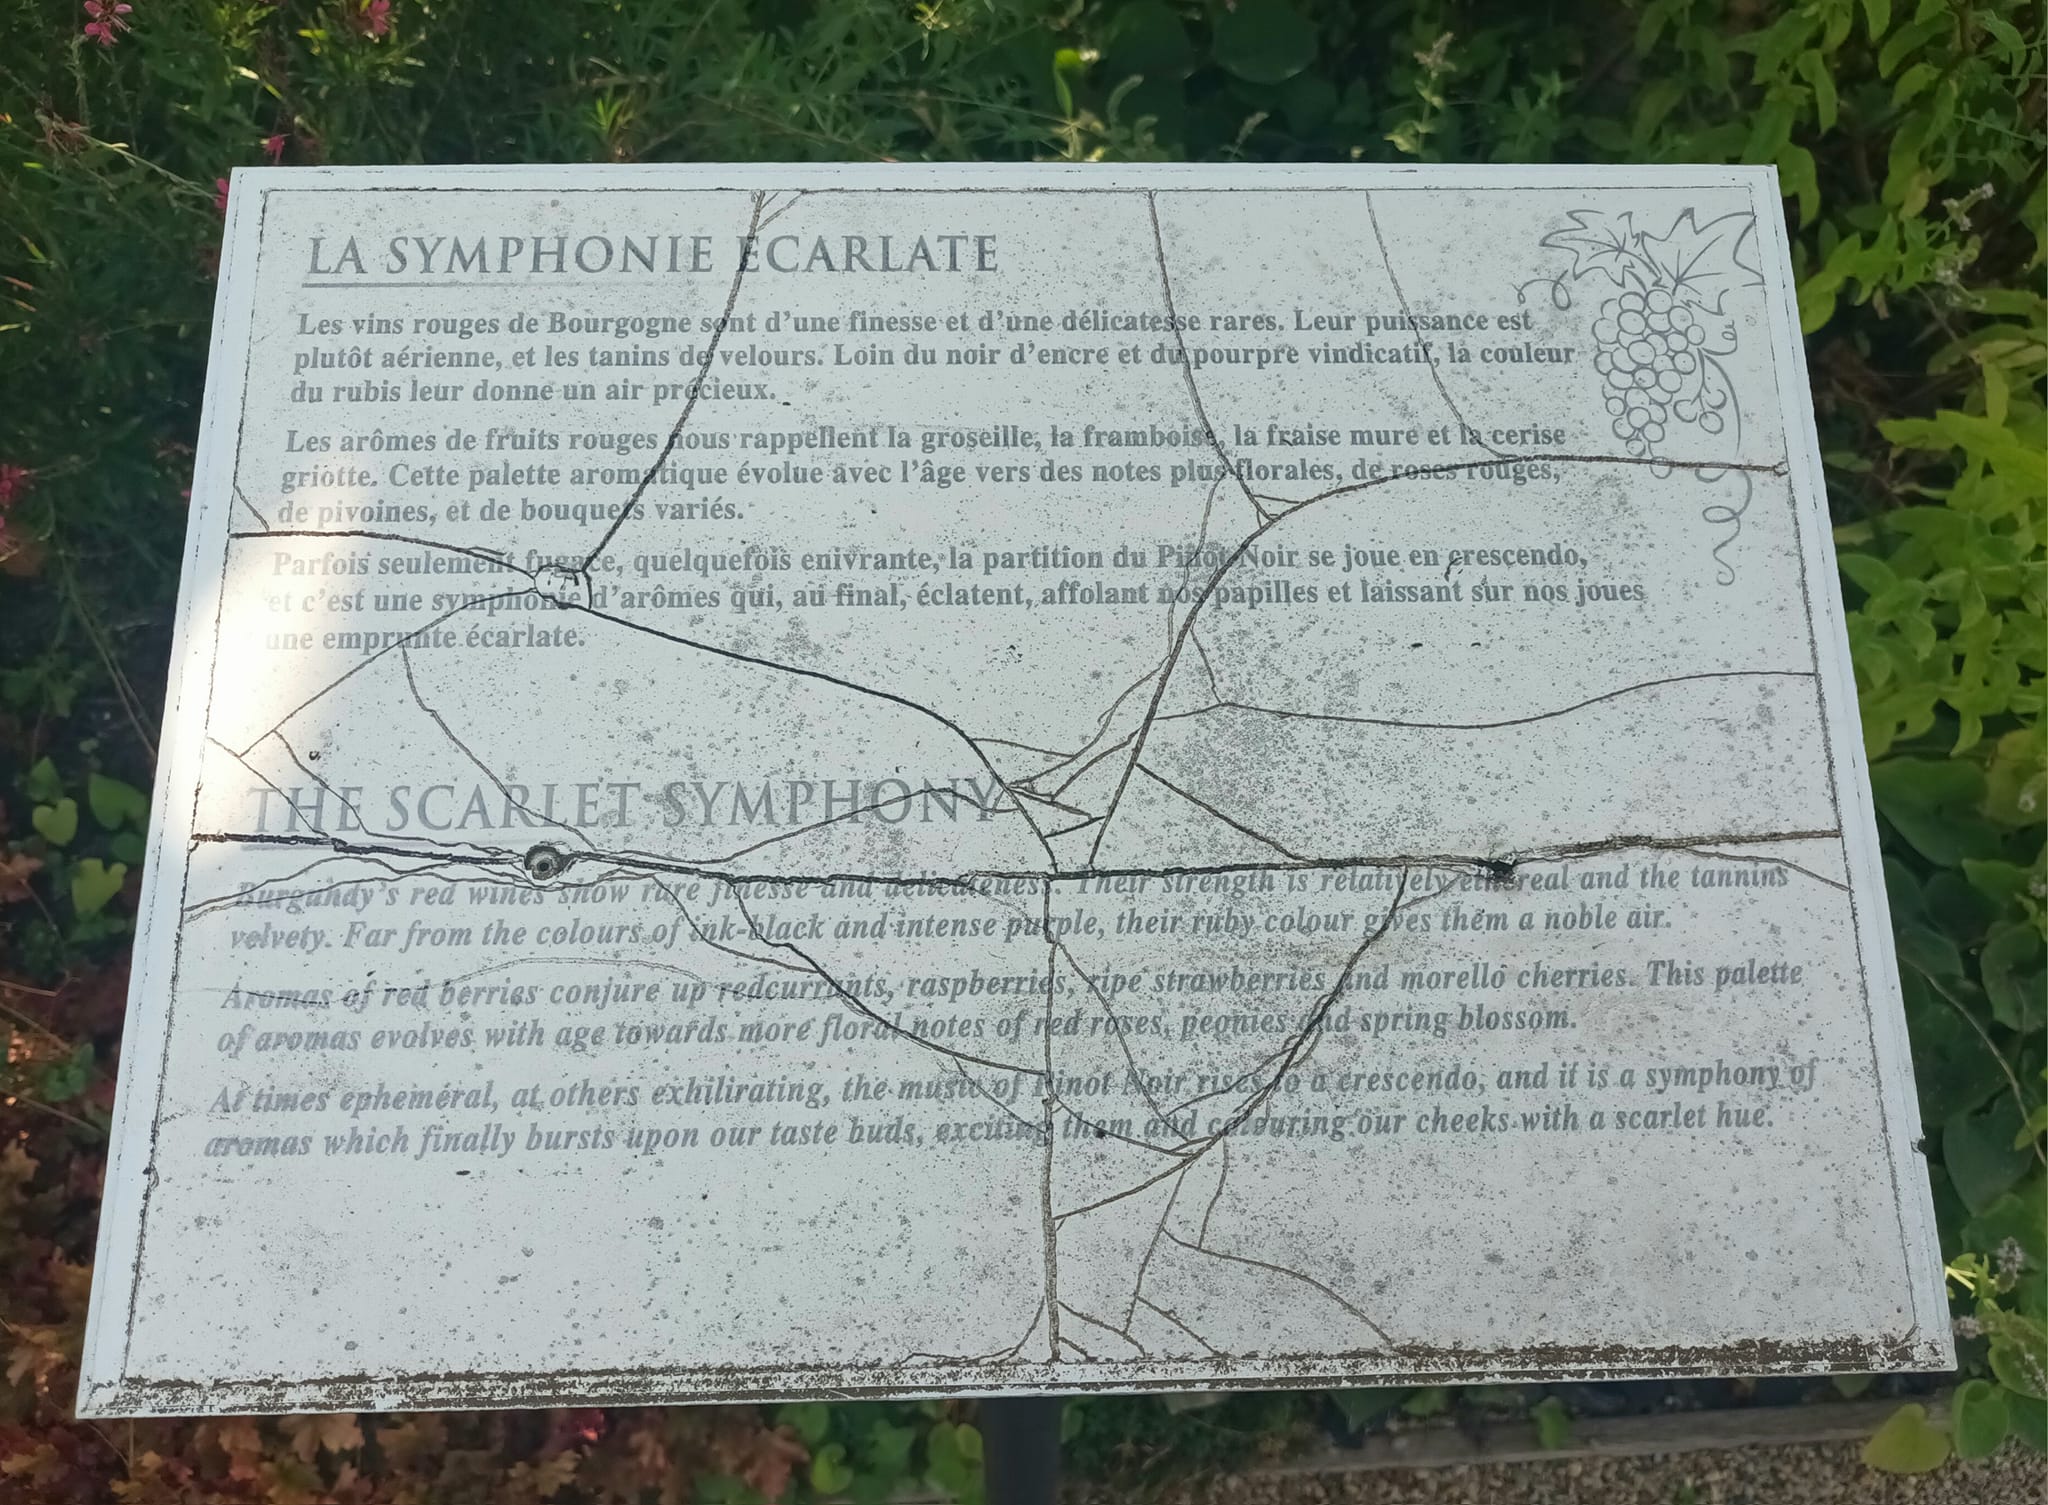 LA SYMPHONIE ECARLATE
Les vins rouges de Bourgogne sont d'une finesse et d'une délicatesse rares. Leur puissance est
plutôt aérienne, et les tanins de velours. Loin du noir d'encre et du pourpre vindicatif, la couleur
du rubis leur donne un air précieux.
Les arômes de fruits rouges nous rappellent la groseille, la framboise, la fraise mure et la cerise
griotte. Cette palette aromatique évolue avec l'âge vers des notes plus florales, de roses rouges,
de pivoines, et de bouquets variés.
Parfois seulement fugace, quelquefois enivrante, la partition du Pinot Noir se joue en crescendo,
et c'est une symphonie d'arômes qui, au final, éclatent, affolant nos papilles et laissant sur nos joues
une emprunte écarlate.
THE SCARLET SYMPHONY
Burgundy's red wines show rare finesse and delicateness. Their strength is relatively ethereal and the tannins
velvety. Far from the colours of ink-black and intense purple, their ruby colour gives them a noble air.
Aromas of red berries conjure up redcurrants, raspberries, ripe strawberries and morello cherries. This palette
of aromas evolves with age towards more floral notes of red roses, peonies and spring blossom.
At times ephemeral, at others exhilirating, the music of Pinot Noir rises to a crescendo, and it is a symphony of
aromas which finally bursts upon our taste buds, exciting them and colouring our cheeks with a scarlet hue.